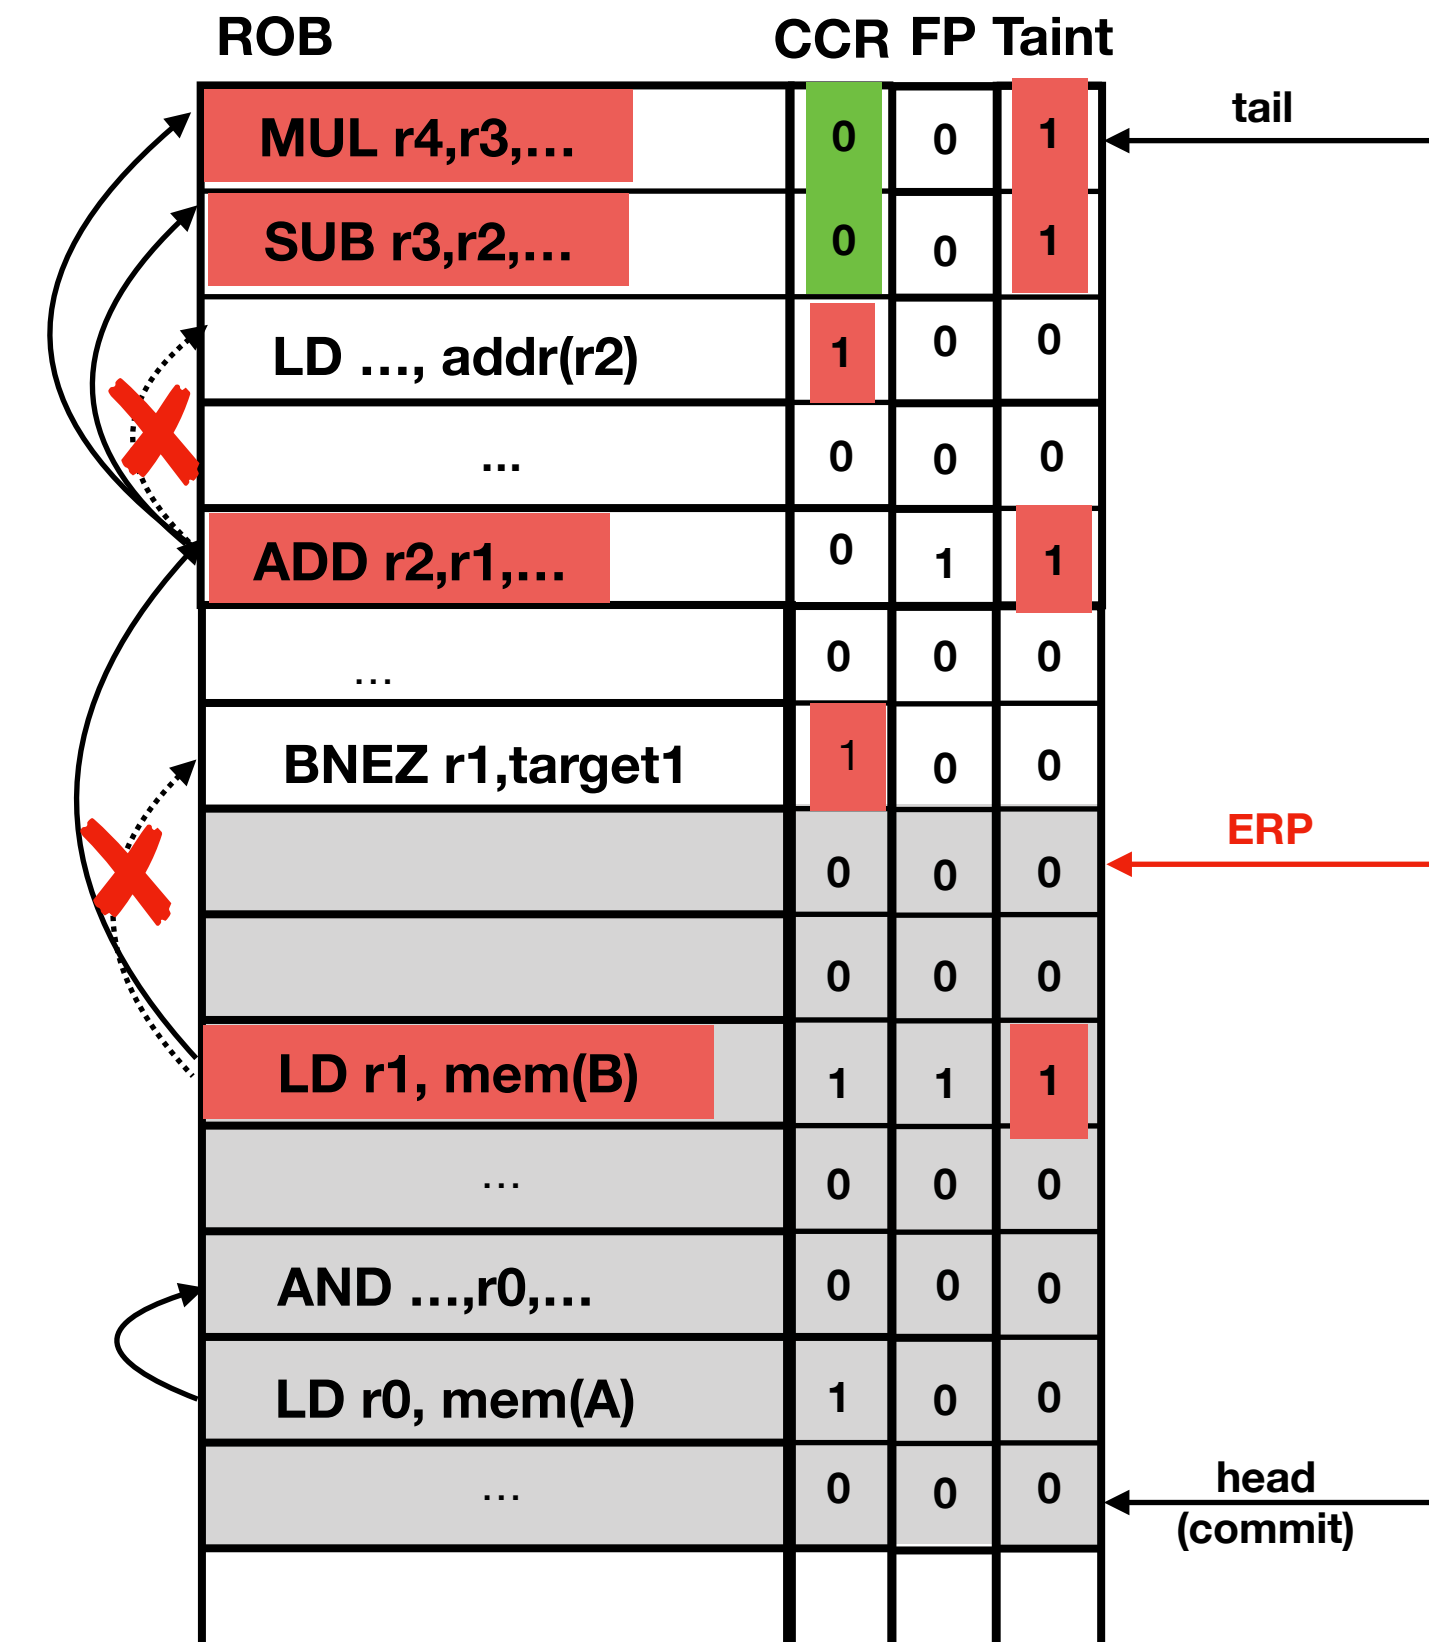 ROB CCR FP Taint
MUL r4,r3,... 0 0 1 tail
SUB r3,r2,... 0 0 1
LD ..., addr(r2) 1 0 0
... 0 0 0
ADD r2,r1,... 0 1 1
... 0 0 0
BNEZ r1,target1 1 0 0
0 0 0 ERP
0 0 0
LD r1, mem(B) 1 1 1
... 0 0 0
AND ...,r0,... 0 0 0
LD r0, mem(A) 1 0 0
... 0 0 0 head
(commit)